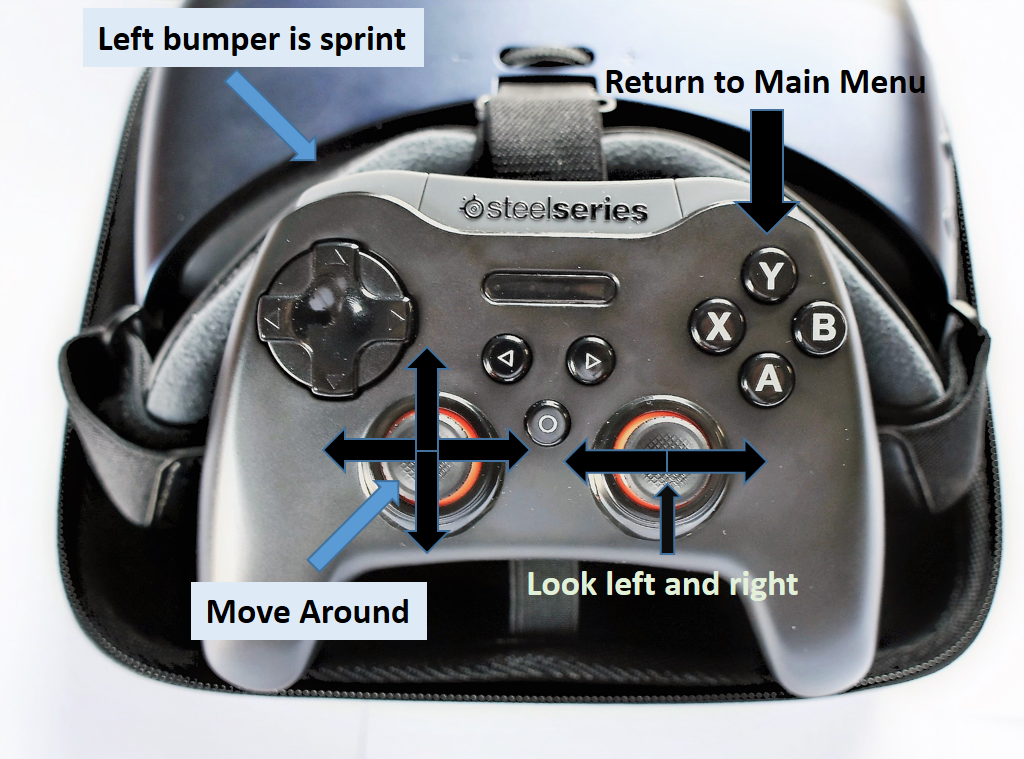 Left bumper is sprint
Return to Main Menu
steelseries
Y
X
B
A
Look left and right
Move Around